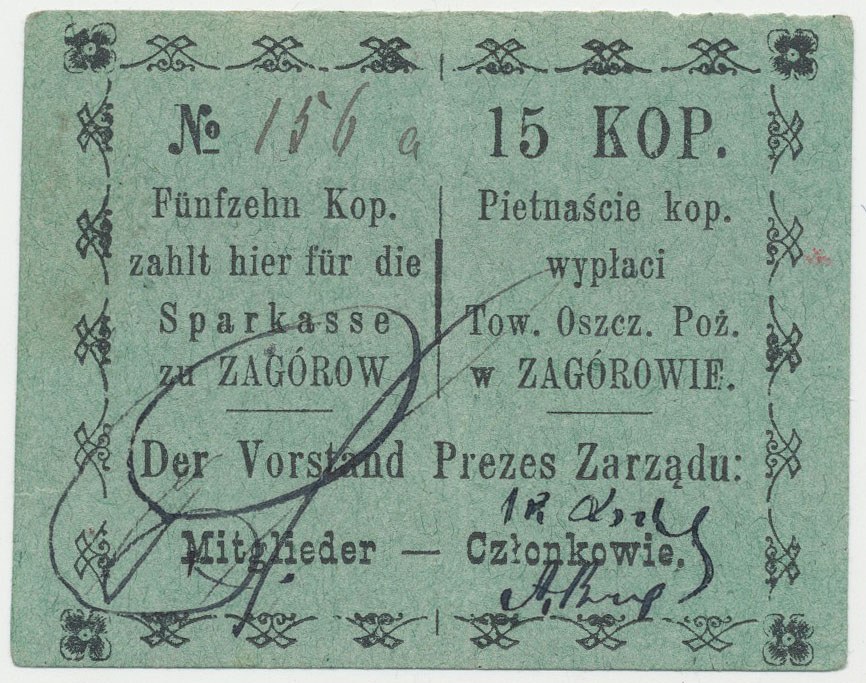 № 156 a
Fünfzehn Kop.
zahlt hier für die
Sparkasse
zu ZAGÓROW
15 KOP.
Pietnaście kop.
wypłaci
Tow. Oszcz. Poż.
w ZAGÓROWIE.
Der Vorstand Prezes Zarządu:
Mitglieder — Członkowie.